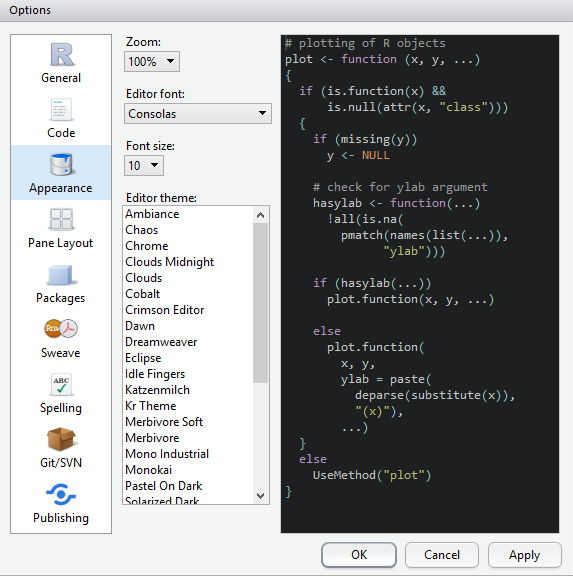 Options
General
Code
Appearance
Pane Layout
Packages
Sweave
ABC
Spelling
Git/SVN
Publishing
Zoom:
100%
Editor font:
Consolas
Font size:
10
Editor theme:
Ambiance
Chaos
Chrome
Clouds Midnight
Clouds
Cobalt
Crimson Editor
Dawn
Dreamweaver
Eclipse
Idle Fingers
Katzenmilch
Kr Theme
Merbivore Soft
Merbivore
Mono Industrial
Monokai
Pastel On Dark
Solarized Dark
# plotting of R objects
plot <- function (x, y, ...)
{
  if (is.function(x) &&
      is.null(attr(x, "class")))
  {
    if (missing(y))
      y <- NULL
    # check for ylab argument
    hasylab <- function(...)
      !all(is.na(
        pmatch(names(list(...)),
              "ylab")))
    if (hasylab(...))
      plot.function(x, y, ...)
    else
      plot.function(
        x, y,
        ylab = paste(
          deparse(substitute(x)),
          "(x)"),
        ...)
  }
  else
    UseMethod("plot")
}
OK
Cancel
Apply